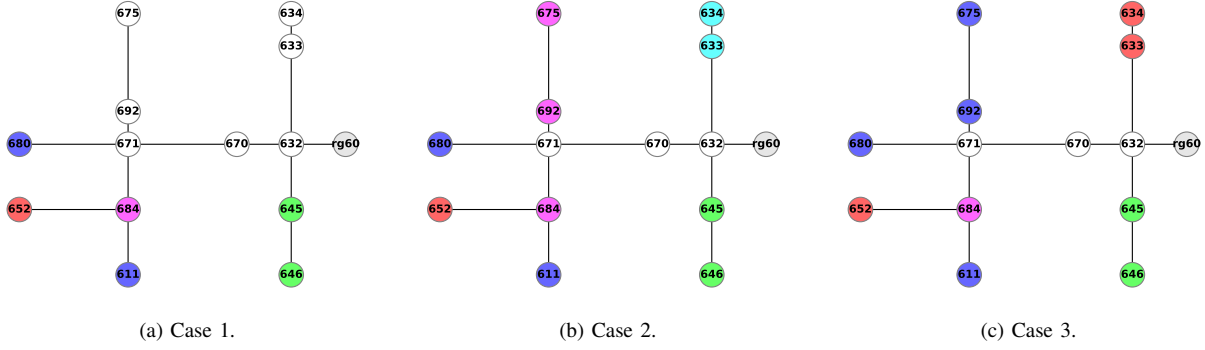 675 634 675 634 675 634
633 633 633
692 692 692
680 671 670 632 rg60 680 671 670 632 rg60 680 671 670 632 rg60
652 684 645 652 684 645 652 684 645
611 646 611 646 611 646
(a) Case 1. (b) Case 2. (c) Case 3.